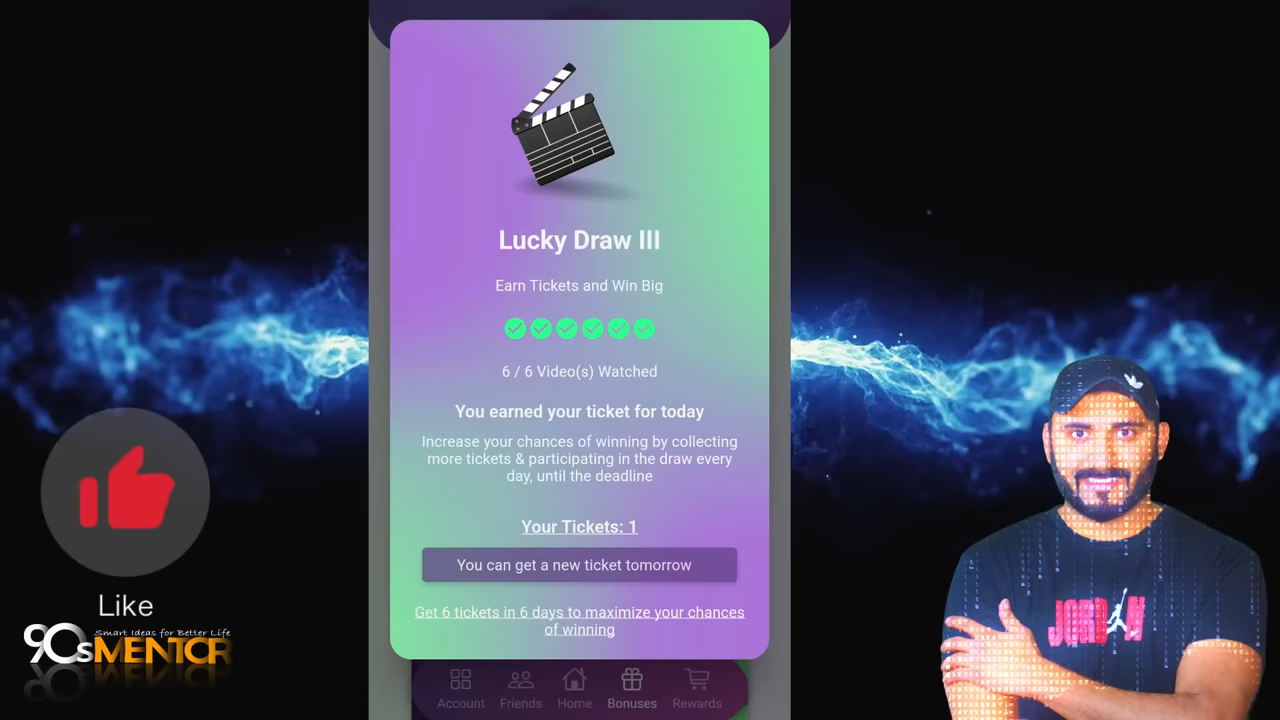 Lucky Draw III
Earn Tickets and Win Big
6 / 6 Video(s) Watched
You earned your ticket for today
Increase your chances of winning by collecting
more tickets & participating in the draw every
day, until the deadline
Your Tickets: 1
You can get a new ticket tomorrow
Get 6 tickets in 6 days to maximize your chances
of winning
Account Friends Home Bonuses Rewards
Like
Smart Ideas for Better Life
90sMENTOR